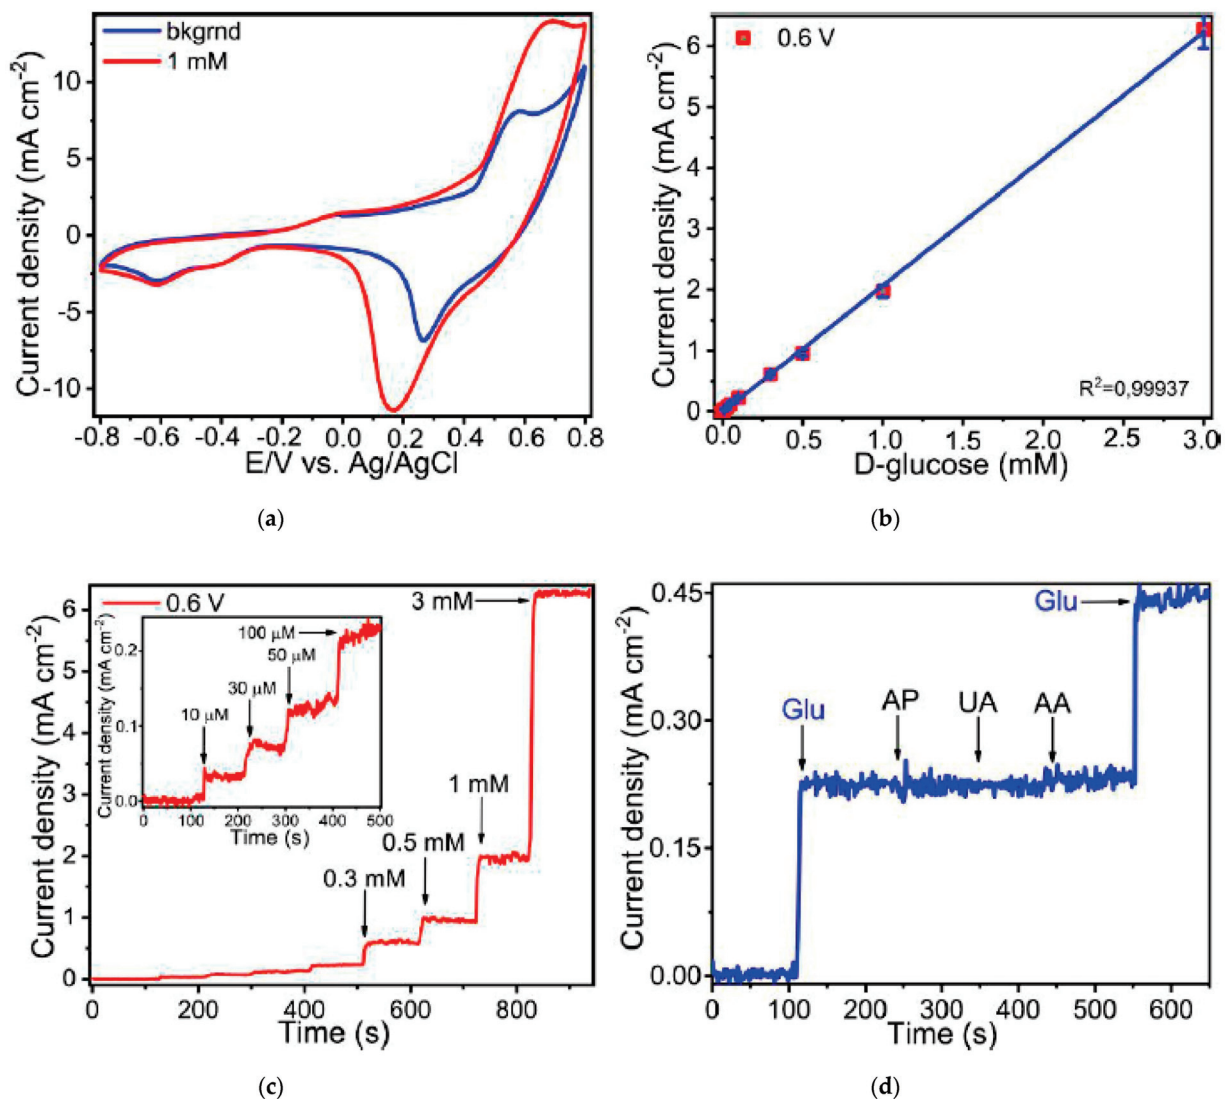 bkgrnd
1 mM
Current density (mA cm⁻²)
10
5
0
-5
-10
-0.8 -0.6 -0.4 -0.2 0.0 0.2 0.4 0.6 0.8
E/V vs. Ag/AgCl
(a)
0.6 V
Current density (mA cm⁻²)
6
5
4
3
2
1
0
R²=0,99937
0.0 0.5 1.0 1.5 2.0 2.5 3.0
D-glucose (mM)
(b)
0.6 V
Current density (mA cm⁻²)
6
5
4
3
2
1
0
3 mM
1 mM
0.5 mM
0.3 mM
Current density (mA cm⁻²)
0.2
0.1
0.0
100 µM
50 µM
30 µM
10 µM
0 100 200 300 400 500
Time (s)
0 200 400 600 800
Time (s)
(c)
Current density (mA cm⁻²)
0.45
0.30
0.15
0.00
Glu
Glu
AP
UA
AA
0 100 200 300 400 500 600
Time (s)
(d)